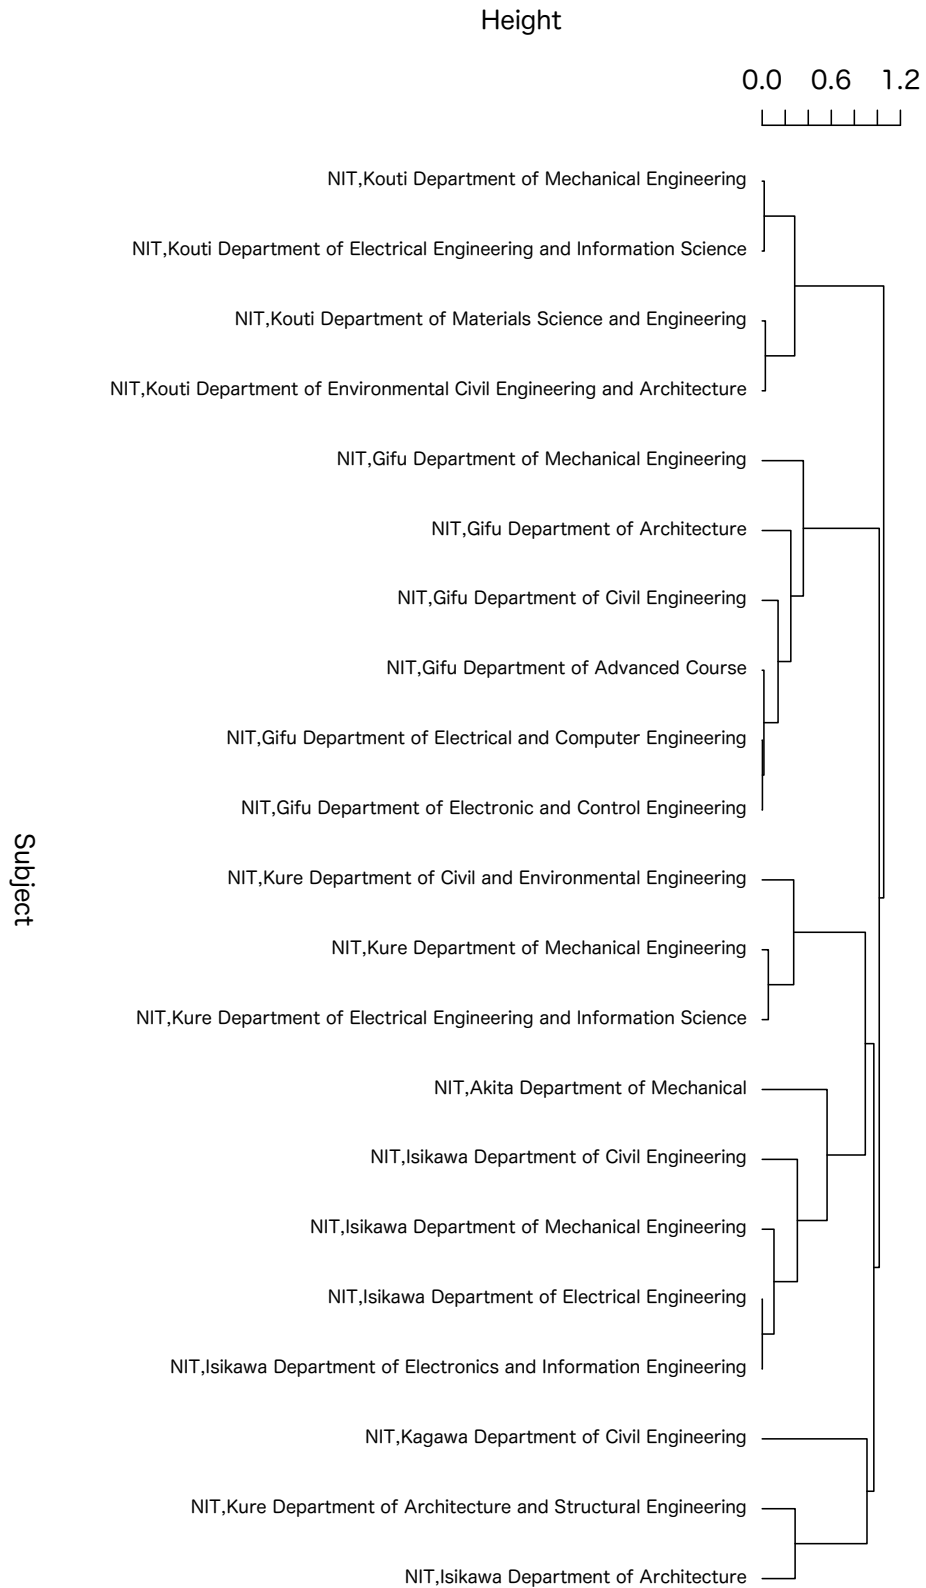 Height
0.0 0.6 1.2
NIT,Kouti Department of Mechanical Engineering
NIT,Kouti Department of Electrical Engineering and Information Science
NIT,Kouti Department of Materials Science and Engineering
NIT,Kouti Department of Environmental Civil Engineering and Architecture
NIT,Gifu Department of Mechanical Engineering
NIT,Gifu Department of Architecture
NIT,Gifu Department of Civil Engineering
NIT,Gifu Department of Advanced Course
NIT,Gifu Department of Electrical and Computer Engineering
NIT,Gifu Department of Electronic and Control Engineering
NIT,Kure Department of Civil and Environmental Engineering
NIT,Kure Department of Mechanical Engineering
NIT,Kure Department of Electrical Engineering and Information Science
NIT,Akita Department of Mechanical
NIT,Isikawa Department of Civil Engineering
NIT,Isikawa Department of Mechanical Engineering
NIT,Isikawa Department of Electrical Engineering
NIT,Isikawa Department of Electronics and Information Engineering
NIT,Kagawa Department of Civil Engineering
NIT,Kure Department of Architecture and Structural Engineering
NIT,Isikawa Department of Architecture
Subject